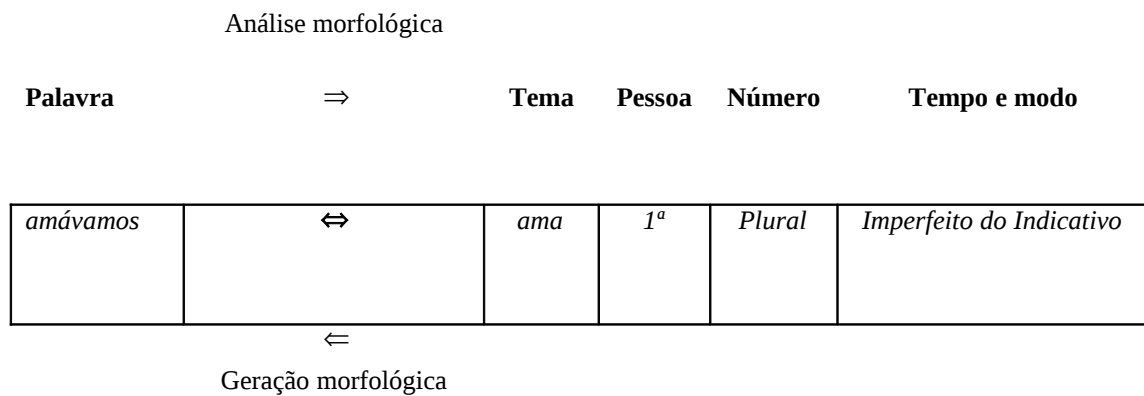 Análise morfológica
Palavra ⇒ Tema Pessoa Número Tempo e modo
amávamos ⇔ ama 1ª Plural Imperfeito do Indicativo
⇐
Geração morfológica